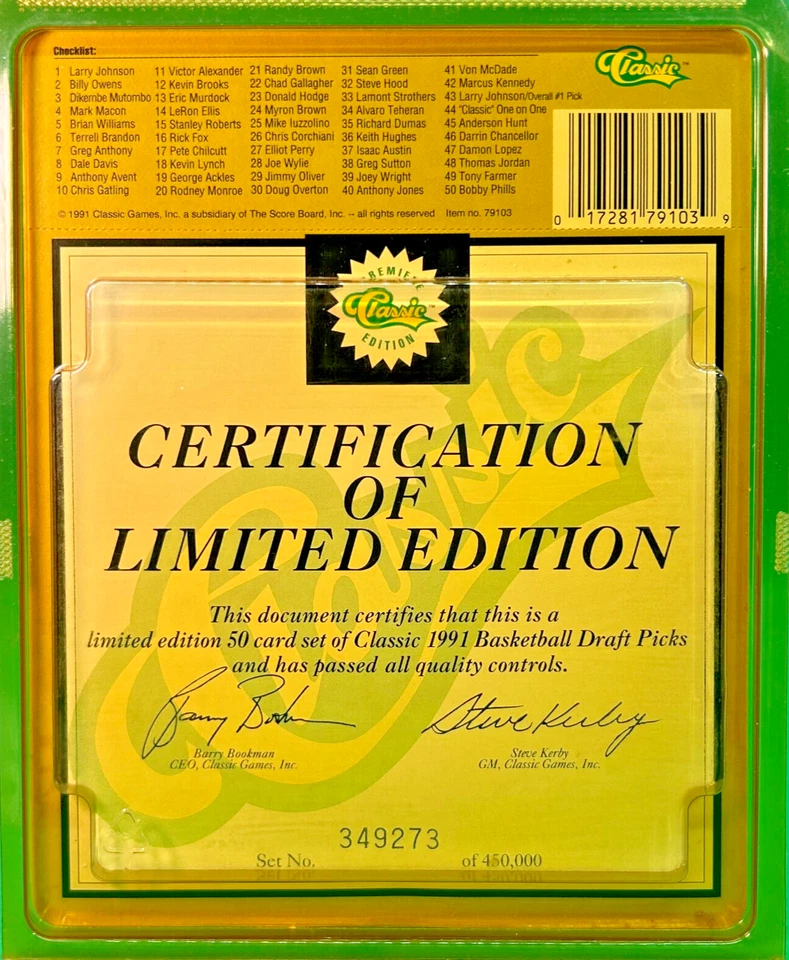 Checklist:
1 Larry Johnson 11 Victor Alexander 21 Randy Brown 31 Sean Green 41 Von McDade
2 Billy Owens 12 Kevin Brooks 22 Chad Gallagher 32 Steve Hood 42 Marcus Kennedy
3 Dikembe Mutombo 13 Eric Murdock 23 Donald Hodge 33 Lamont Strothers 43 Larry Johnson/Overall #1 Pick
4 Mark Macon 14 LeRon Ellis 24 Myron Brown 34 Alvaro Teheran 44 'Classic' One on One
5 Brian Williams 15 Stanley Roberts 25 Mike Iuzzolino 35 Richard Dumas 45 Anderson Hunt
6 Terrell Brandon 16 Rick Fox 26 Chris Corchiani 36 Keith Hughes 46 Darrin Chancellor
7 Greg Anthony 17 Pete Chilcutt 27 Elliot Perry 37 Isaac Austin 47 Damon Lopez
8 Dale Davis 18 Kevin Lynch 28 Joe Wylie 38 Greg Sutton 48 Thomas Jordan
9 Anthony Avent 19 George Ackles 29 Jimmy Oliver 39 Joey Wright 49 Tony Farmer
10 Chris Gatling 20 Rodney Monroe 30 Doug Overton 40 Anthony Jones 50 Bobby Phills
© 1991 Classic Games, Inc. a subsidiary of The Score Board, Inc. -- all rights reserved Item no. 79103
Classic™
0 17281 79103 9
PREMIER
Classic™
EDITION
Classic
CERTIFICATION
OF
LIMITED EDITION
This document certifies that this is a
limited edition 50 card set of Classic 1991 Basketball Draft Picks
and has passed all quality controls.
Barry Bookman Steve Kerby
Barry Bookman Steve Kerby
CEO, Classic Games, Inc. GM, Classic Games, Inc.
349273
Set No. of 450,000